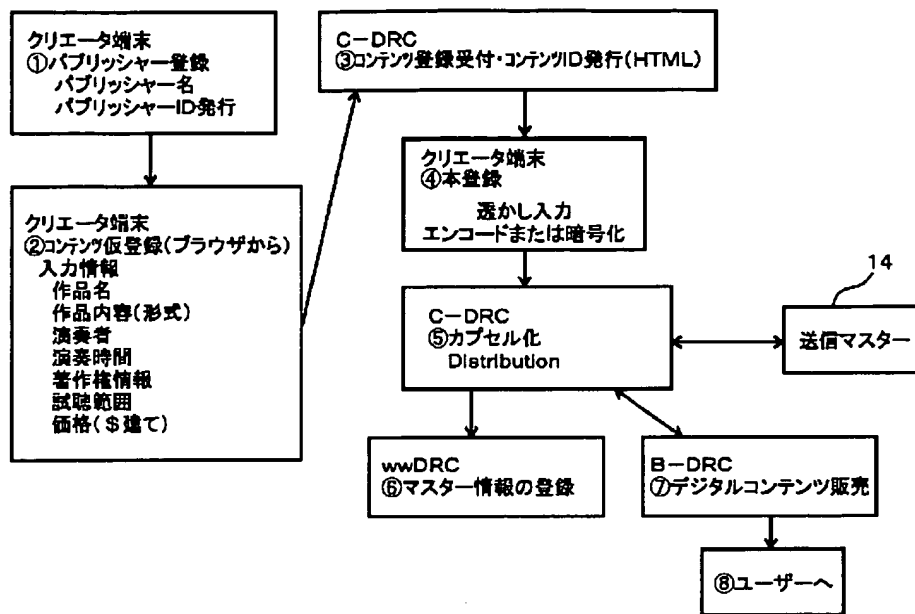 クリエータ端末
①パブリッシャー登録
パブリッシャー名
パブリッシャーID発行
クリエータ端末
②コンテンツ仮登録(ブラウザから)
入力情報
作品名
作品内容(形式)
演奏者
演奏時間
著作権情報
試聴範囲
価格(＄建て)
C－DRC
③コンテンツ登録受付・コンテンツID発行(HTML)
クリエータ端末
④本登録
透かし入力
エンコードまたは暗号化
C－DRC
⑤カプセル化
Distribution
14
送信マスター
wwDRC
⑥マスター情報の登録
B－DRC
⑦デジタルコンテンツ販売
⑧ユーザーへ